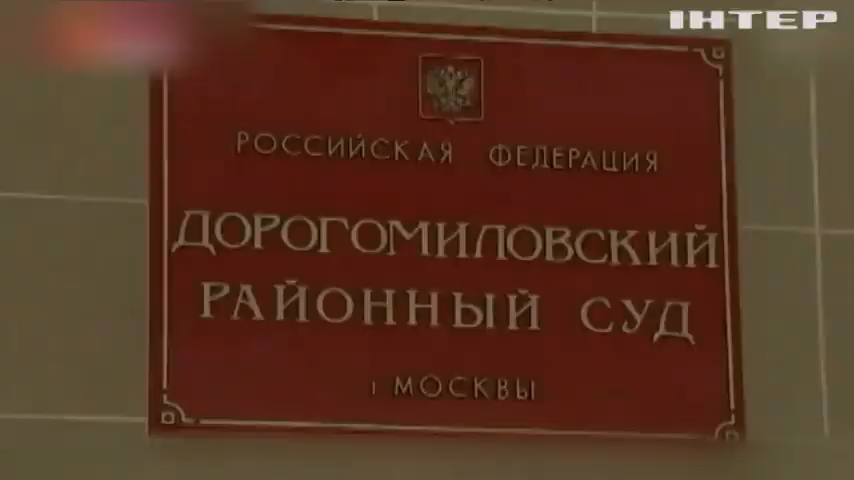 ІНТЕР
РОССИЙСКАЯ ФЕДЕРАЦИЯ
ДОРОГОМИЛОВСКИЙ
РАЙОННЫЙ СУД
г МОСКВЫ